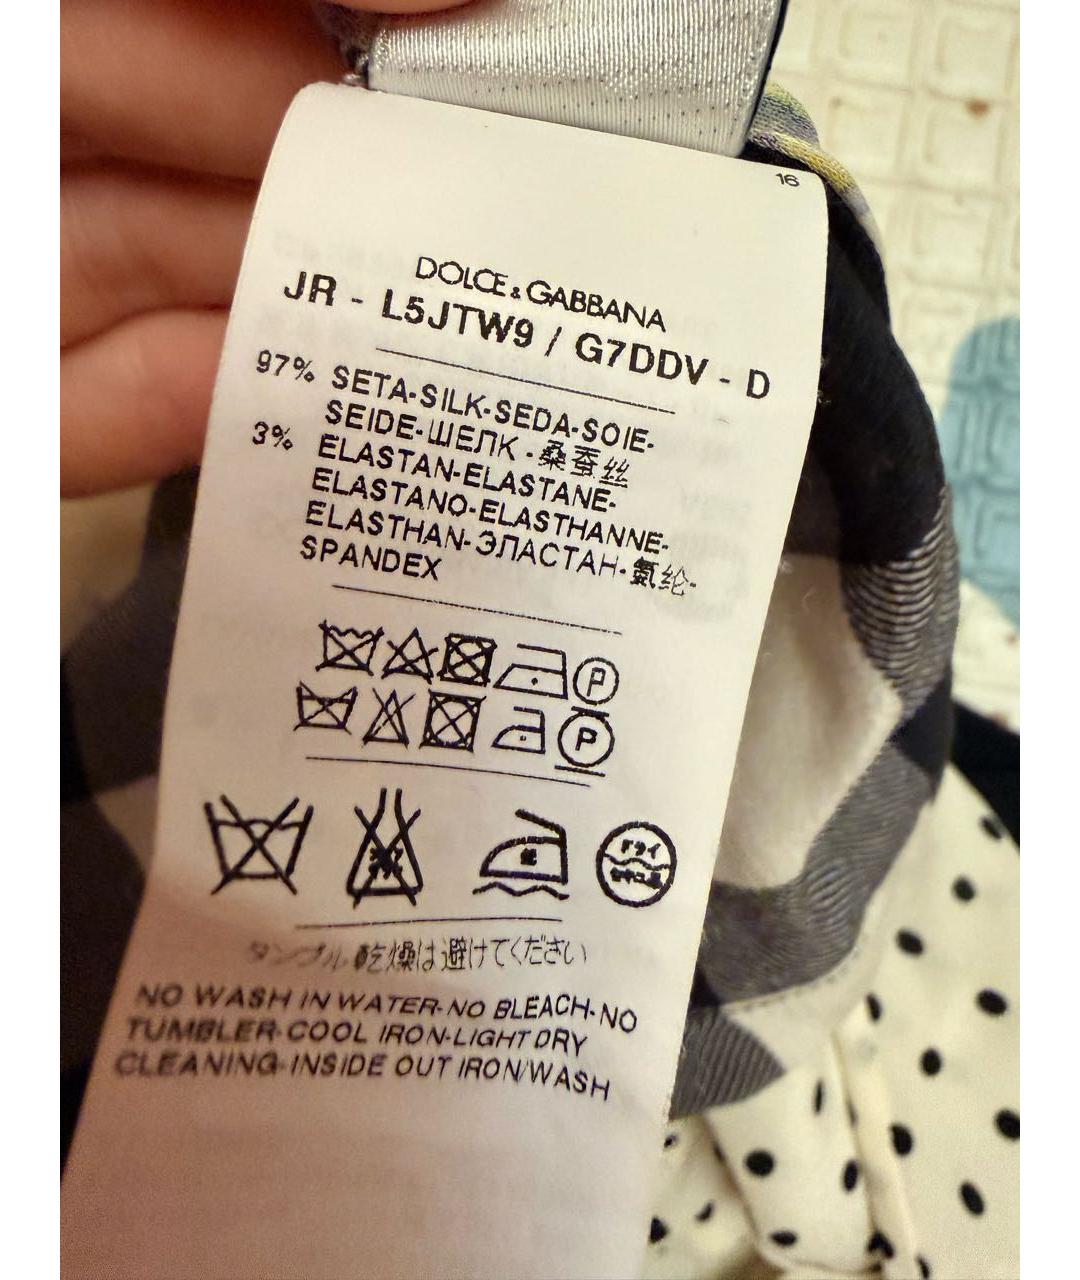 16
DOLCE & GABBANA
JR - L5JTW9 / G7DDV - D
97% SETA-SILK-SEDA-SOIE-
SEIDE-ШЕЛК-桑蚕丝
3% ELASTAN-ELASTANE-
ELASTANO-ELASTHANNE-
ELASTHAN-ЭЛАСТАН-氨纶-
SPANDEX
P
P
ドライ
タンブル乾燥は避けてください
NO WASH IN WATER-NO BLEACH-NO
TUMBLER-COOL IRON-LIGHT DRY
CLEANING-INSIDE OUT IRON/WASH